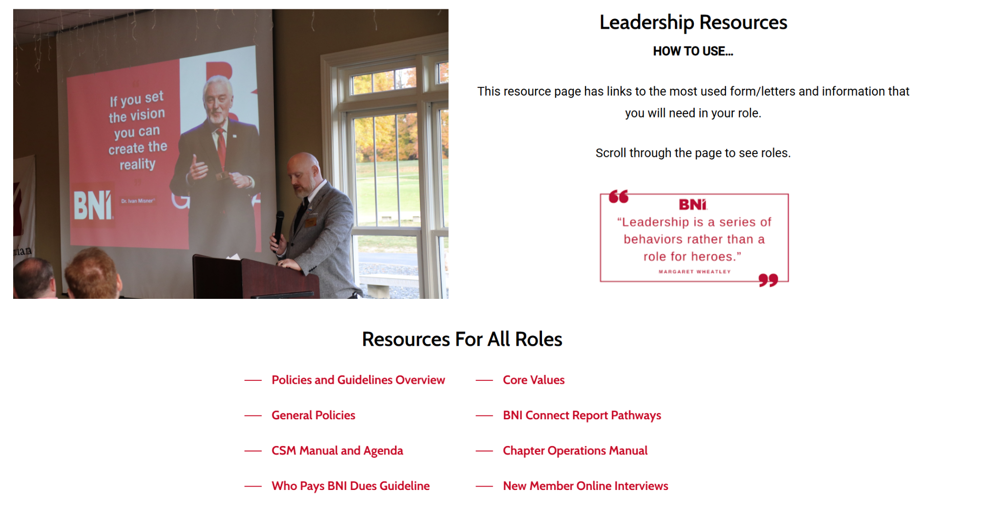 If you set
the vision
you can
create the
reality
BNI
Dr. Ivan Misner®
Leadership Resources
HOW TO USE...
This resource page has links to the most used form/letters and information that
you will need in your role.
Scroll through the page to see roles.
BNI
“Leadership is a series of
behaviors rather than a
role for heroes.”
MARGARET WHEATLEY
Resources For All Roles
Policies and Guidelines Overview
Core Values
General Policies
BNI Connect Report Pathways
CSM Manual and Agenda
Chapter Operations Manual
Who Pays BNI Dues Guideline
New Member Online Interviews